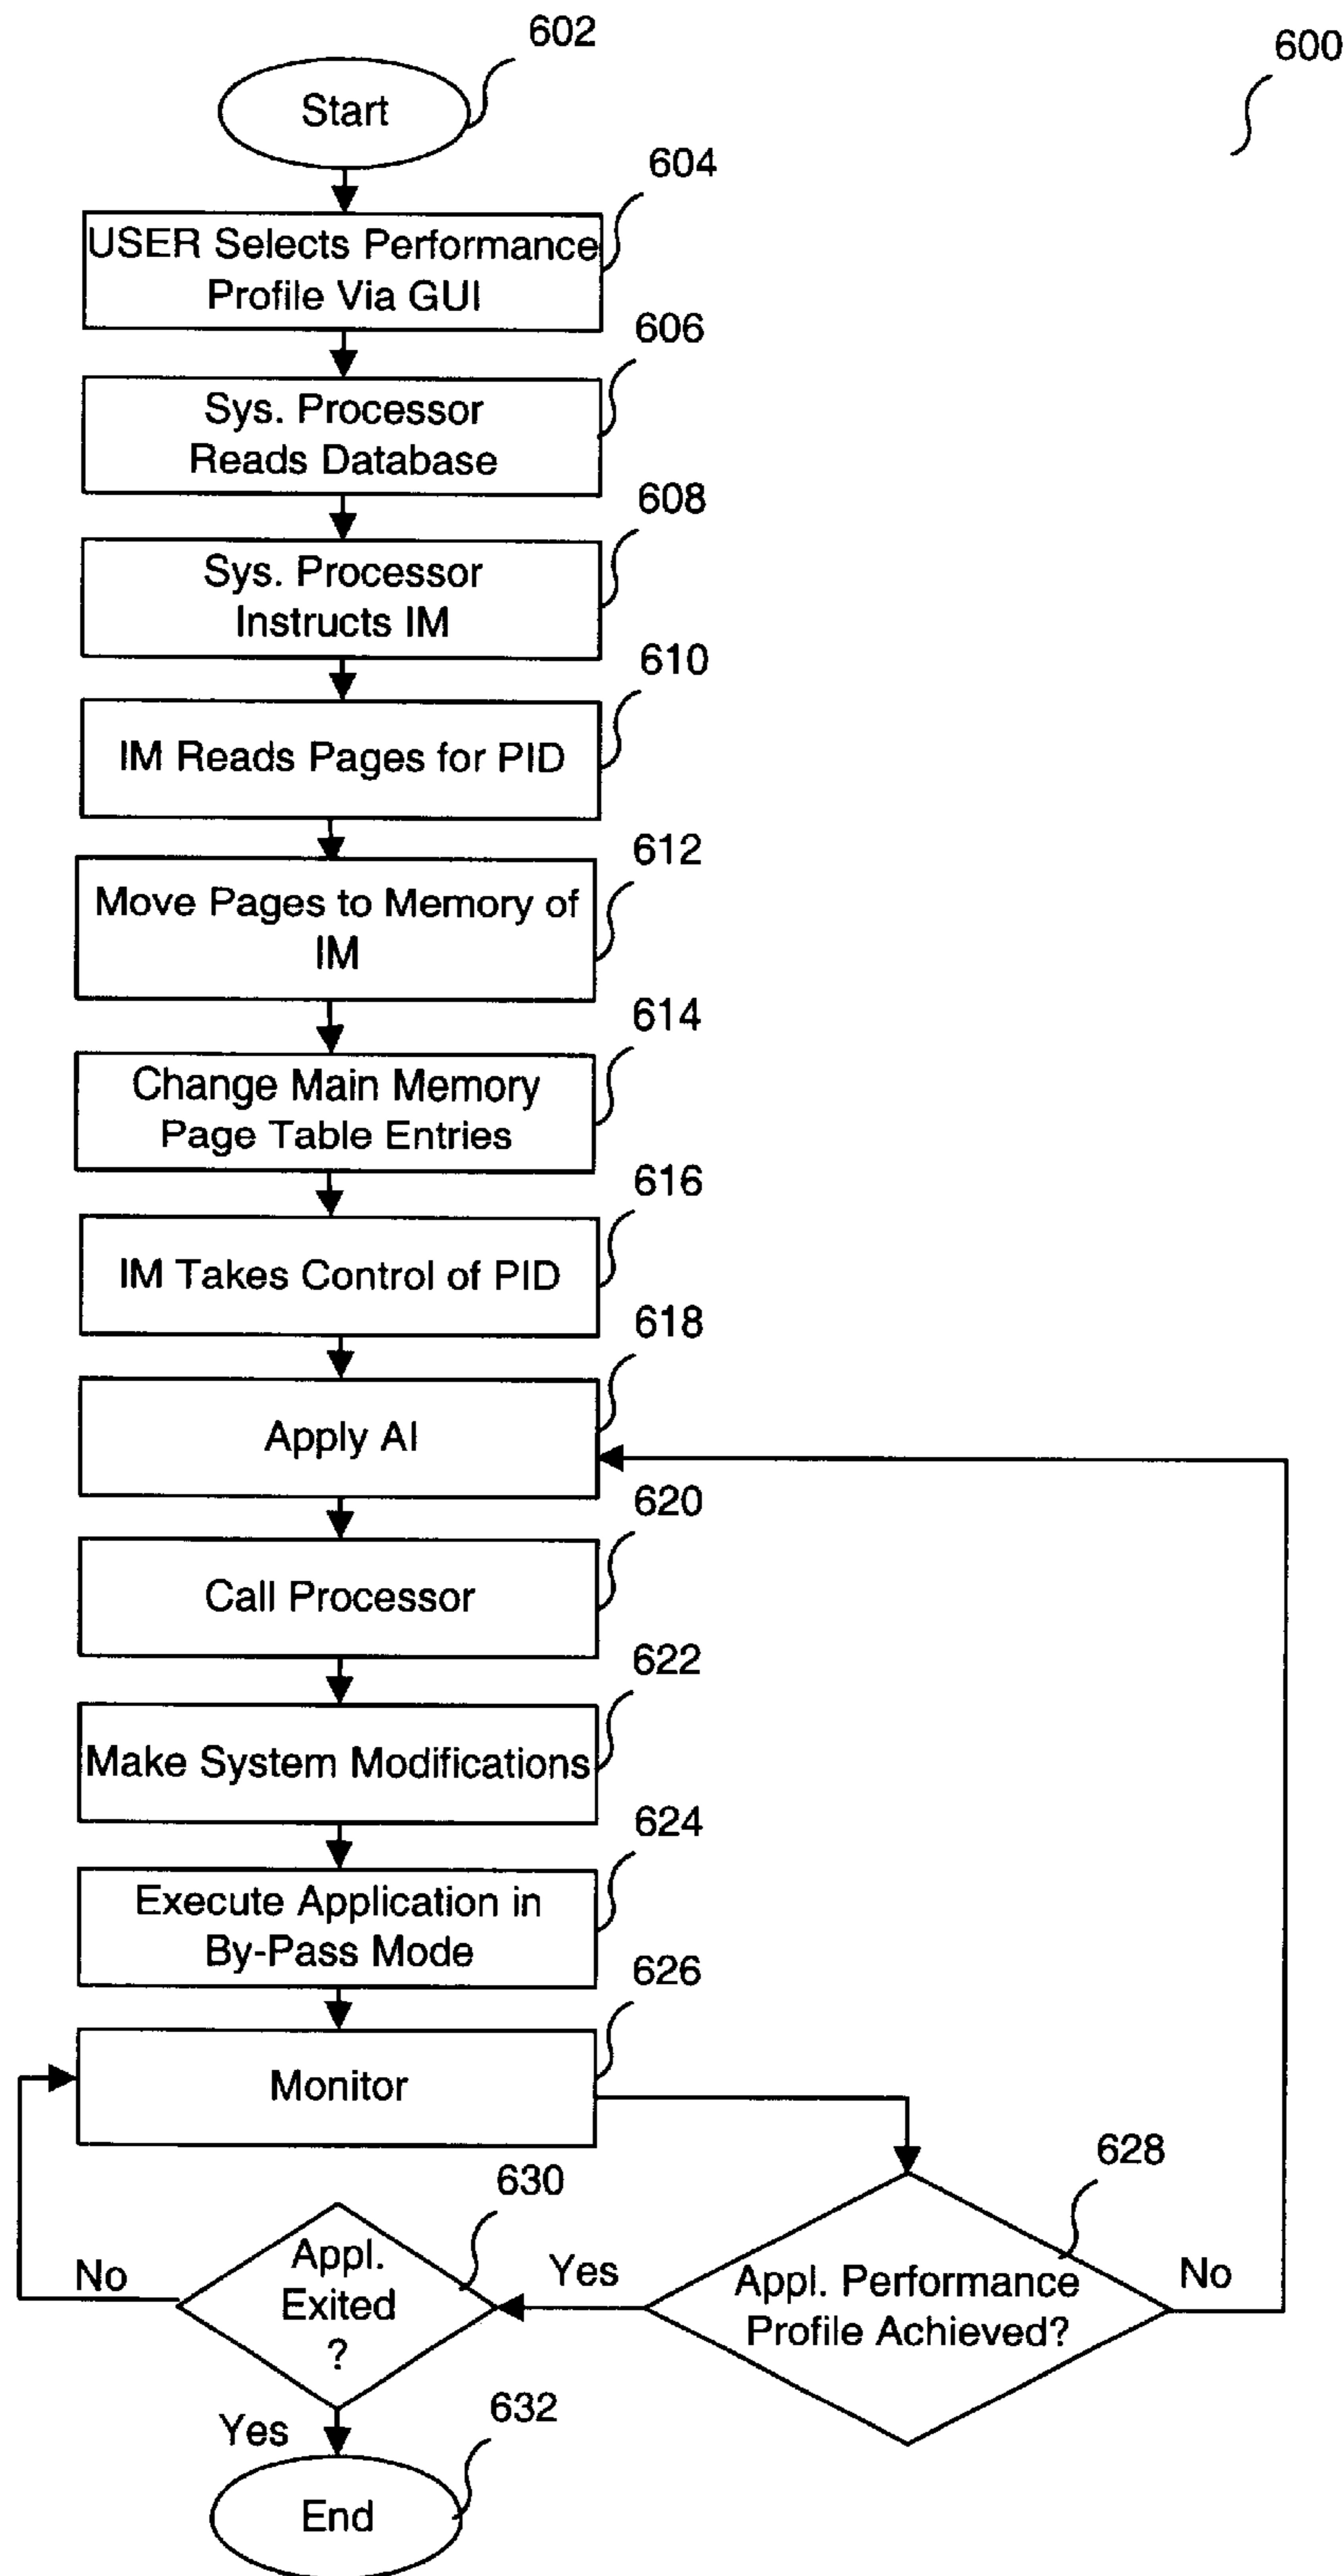 602
600
Start
604
USER Selects Performance
Profile Via GUI
606
Sys. Processor
Reads Database
608
Sys. Processor
Instructs IM
610
IM Reads Pages for PID
612
Move Pages to Memory of
IM
614
Change Main Memory
Page Table Entries
616
IM Takes Control of PID
618
Apply AI
620
Call Processor
622
Make System Modifications
624
Execute Application in
By-Pass Mode
626
Monitor
628
630
Appl.
Exited
?
No
Yes
Appl. Performance
Profile Achieved?
No
632
Yes
End